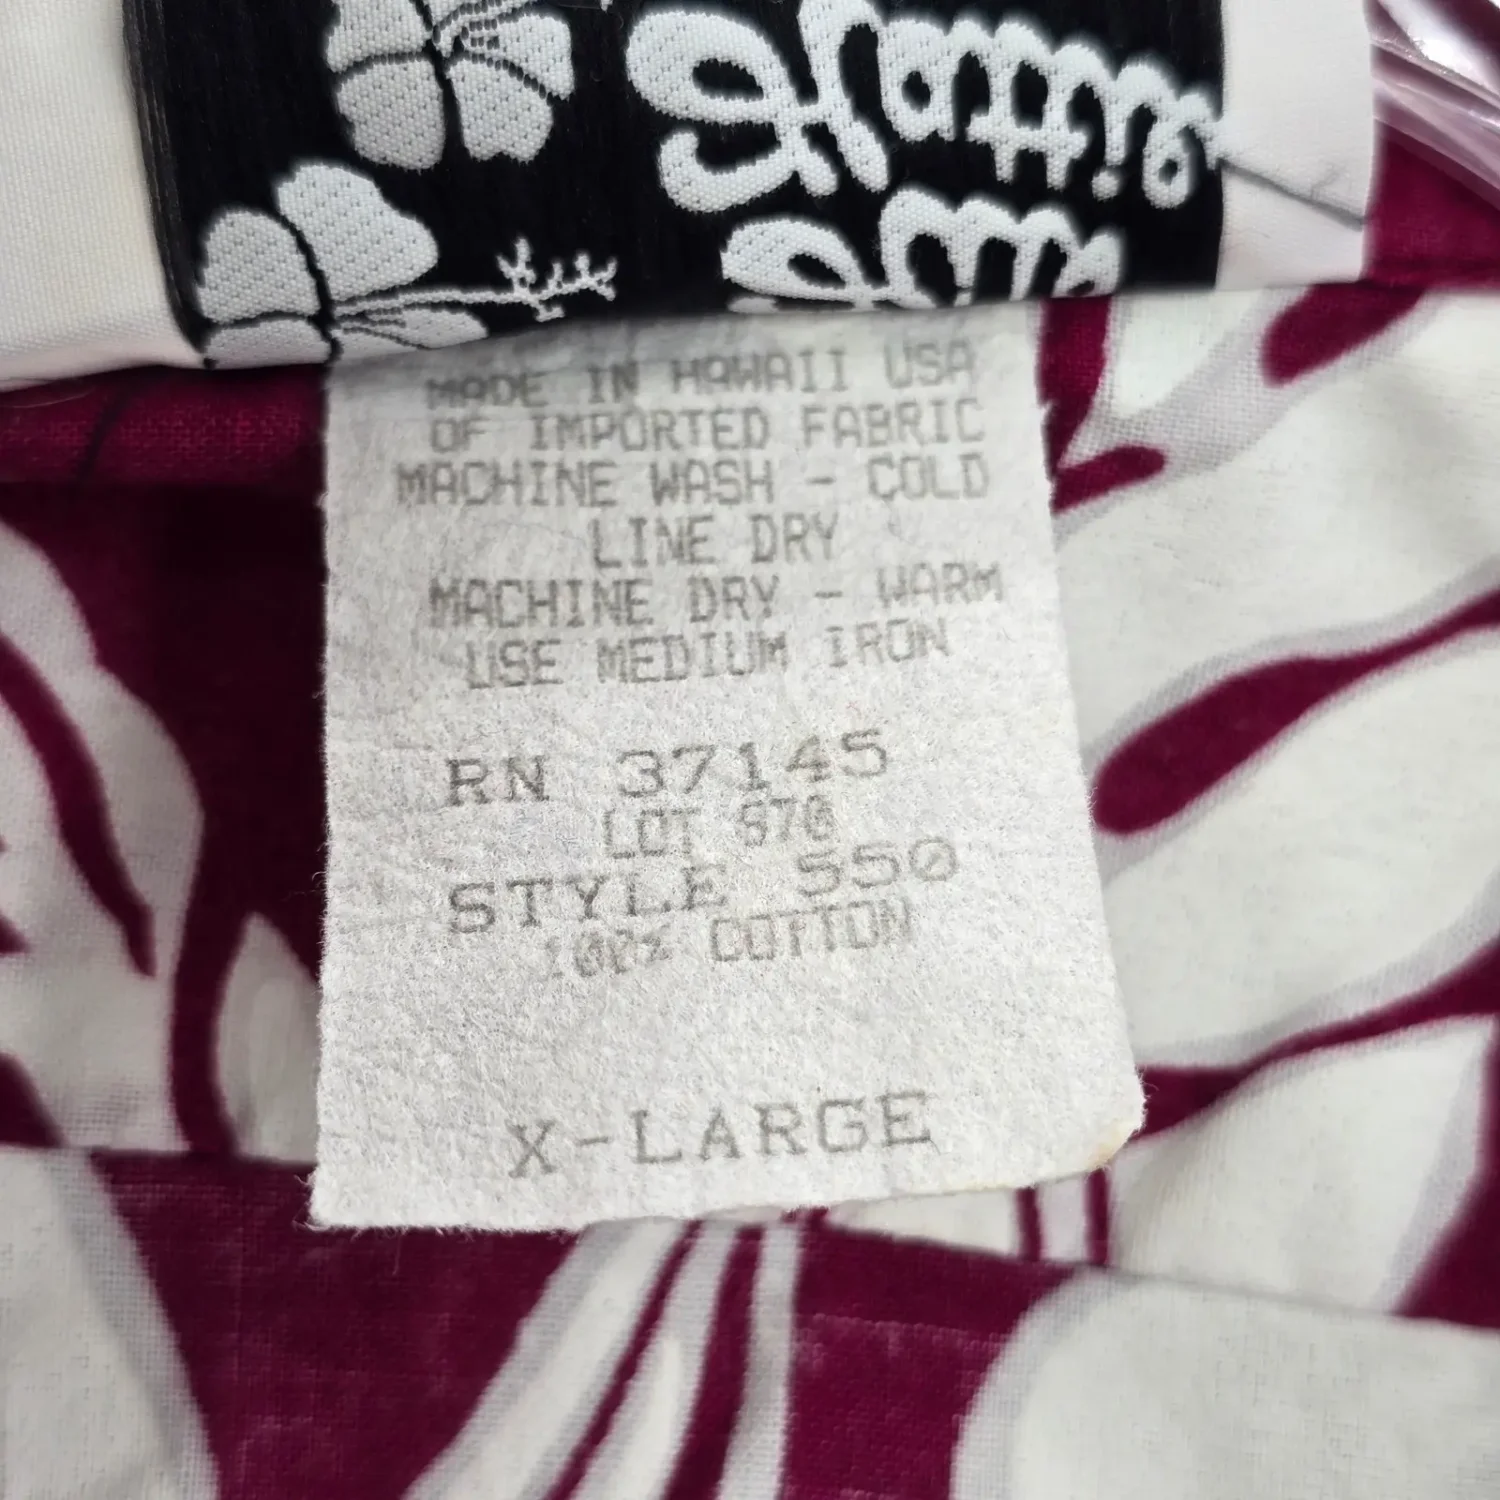 MADE IN HAWAII USA
OF IMPORTED FABRIC
MACHINE WASH - COLD
LINE DRY
MACHINE DRY - WARM
USE MEDIUM IRON
RN 37145
LOT 970
STYLE 550
100% COTTON
X-LARGE